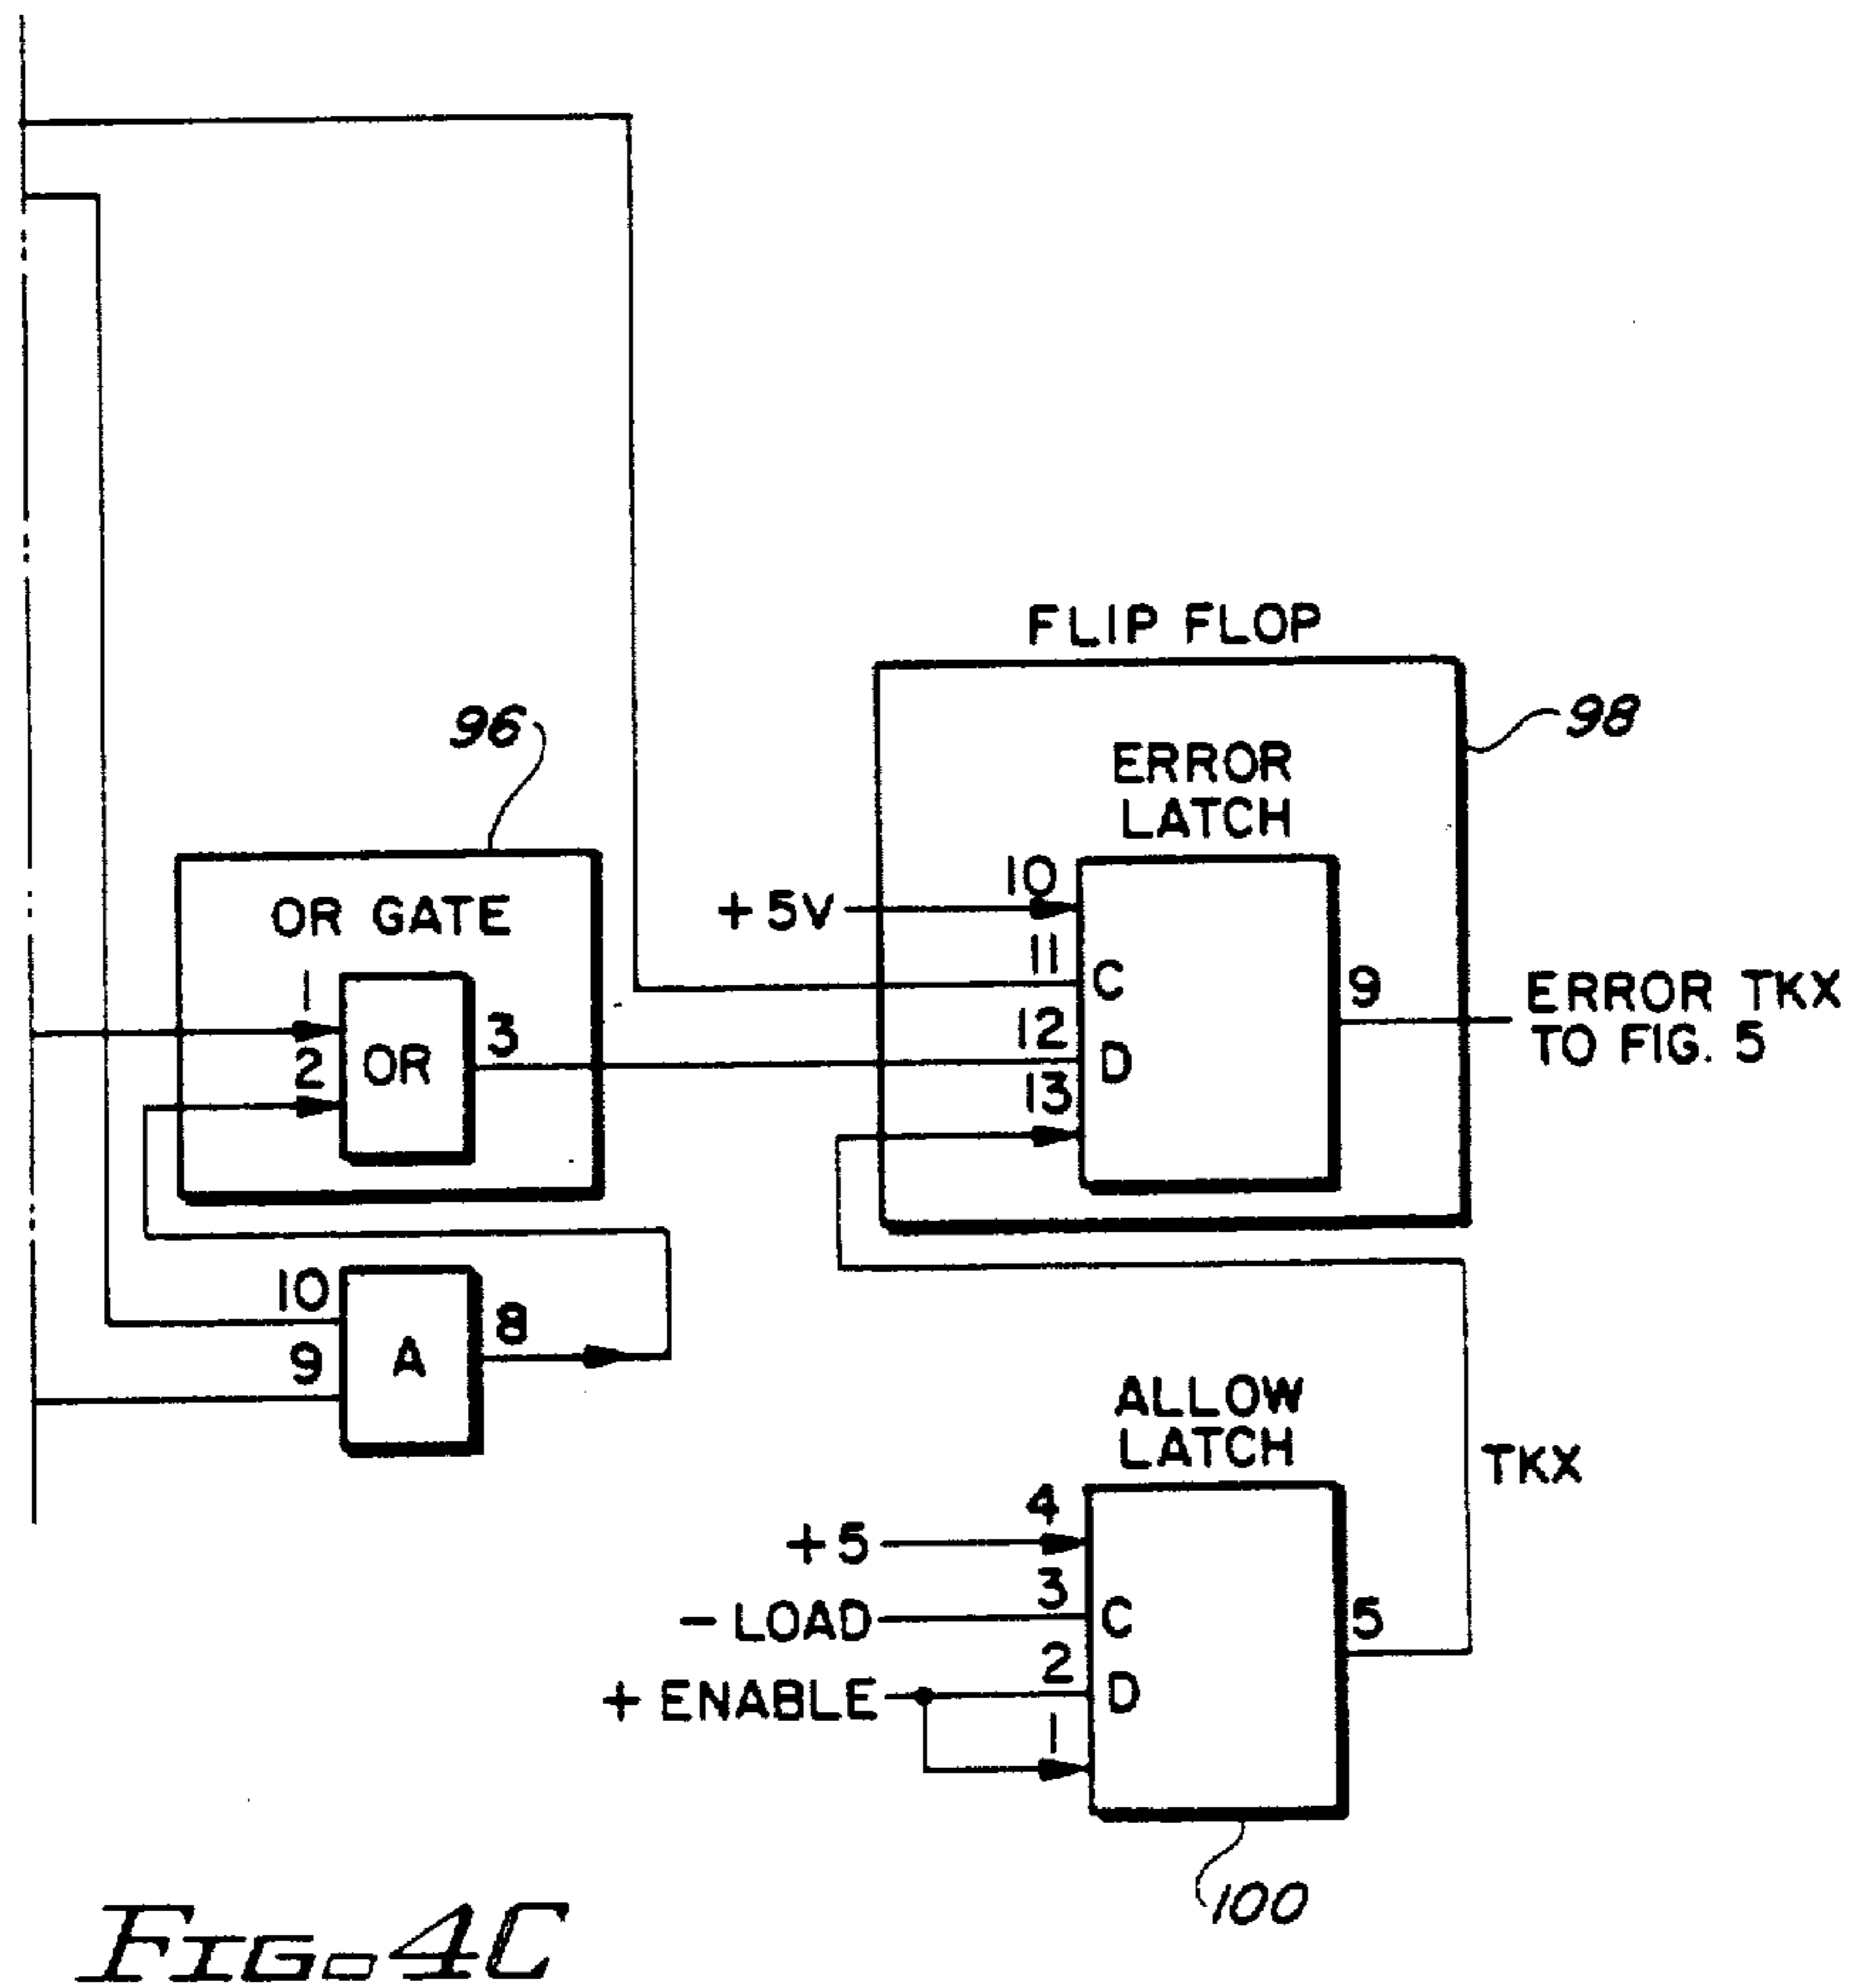 FLIP FLOP
96
98
ERROR
LATCH
OR GATE
+5V
10
11
C
12
D
13
9
ERROR TKX
TO FIG. 5
1
2
OR
3
10
9
A
8
ALLOW
LATCH
TKX
+5
4
-LOAD
3
C
+ENABLE
2
D
1
5
100
FIG. 4C